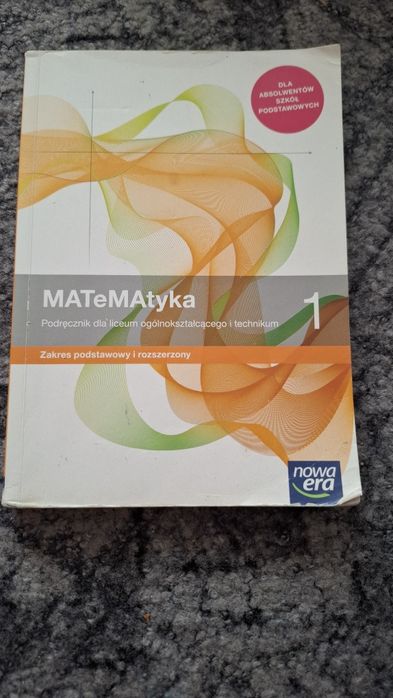 DLA
ABSOLWENTÓW
SZKÓŁ
PODSTAWOWYCH
MATeMAtyka
1
Podręcznik dla liceum ogólnokształcącego i technikum
Zakres podstawowy i rozszerzony
nowa
era